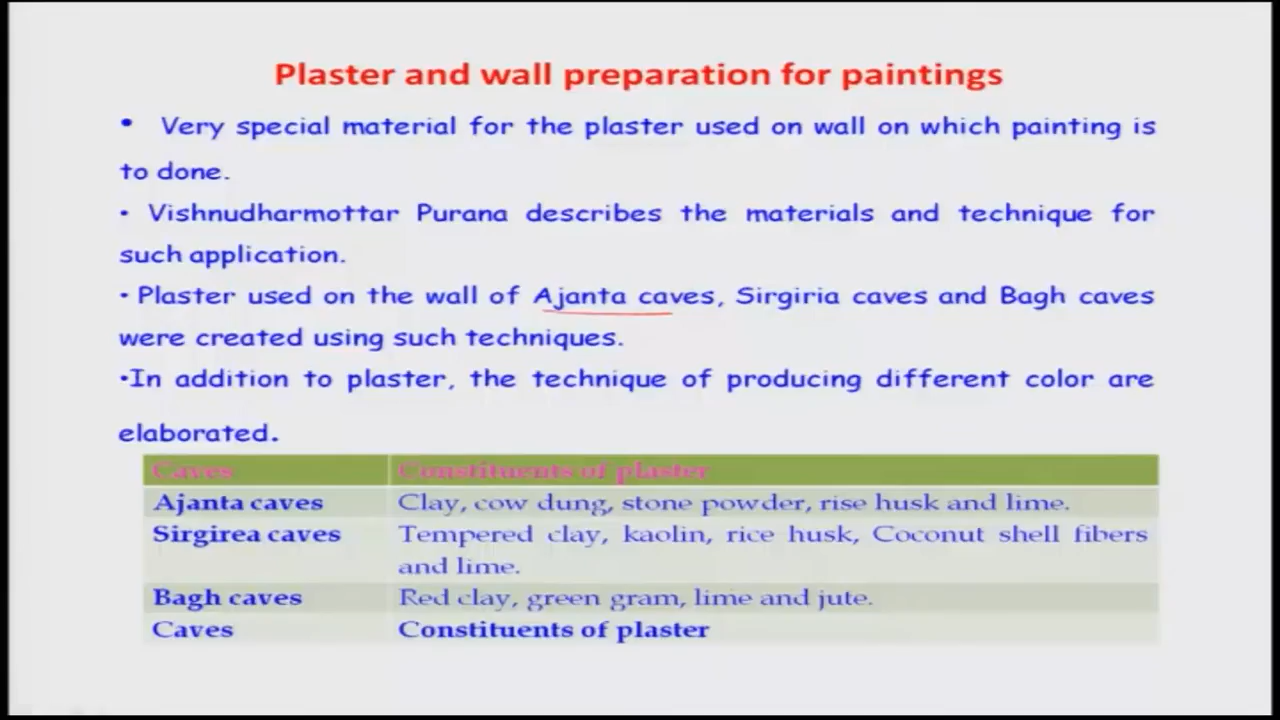 Plaster and wall preparation for paintings
• Very special material for the plaster used on wall on which painting is
to done.
• Vishnudharmottar Purana describes the materials and technique for
such application.
• Plaster used on the wall of Ajanta caves, Sirgiria caves and Bagh caves
were created using such techniques.
•In addition to plaster, the technique of producing different color are
elaborated.
Caves Constituents of plaster
Ajanta caves Clay, cow dung, stone powder, rise husk and lime.
Sirgirea caves Tempered clay, kaolin, rice husk, Coconut shell fibers
and lime.
Bagh caves Red clay, green gram, lime and jute.
Caves Constituents of plaster